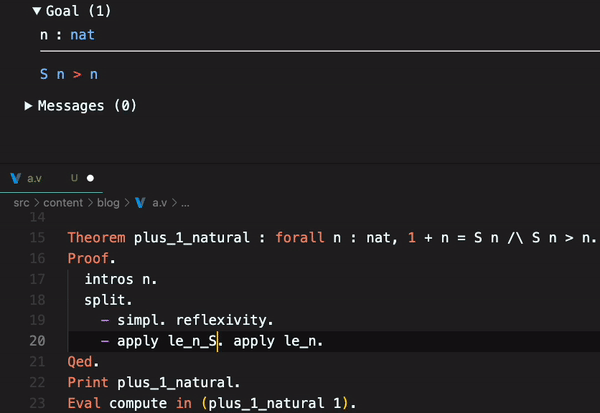 Goal (1)
n : nat
S n > n
Messages (0)
a.v U
src > content > blog > a.v > ...
14
15 Theorem plus_1_natural : forall n : nat, 1 + n = S n /\ S n > n.
16 Proof.
17 intros n.
18 split.
19 - simpl. reflexivity.
20 - apply le_n_S. apply le_n.
21 Qed.
22 Print plus_1_natural.
23 Eval compute in (plus_1_natural 1).